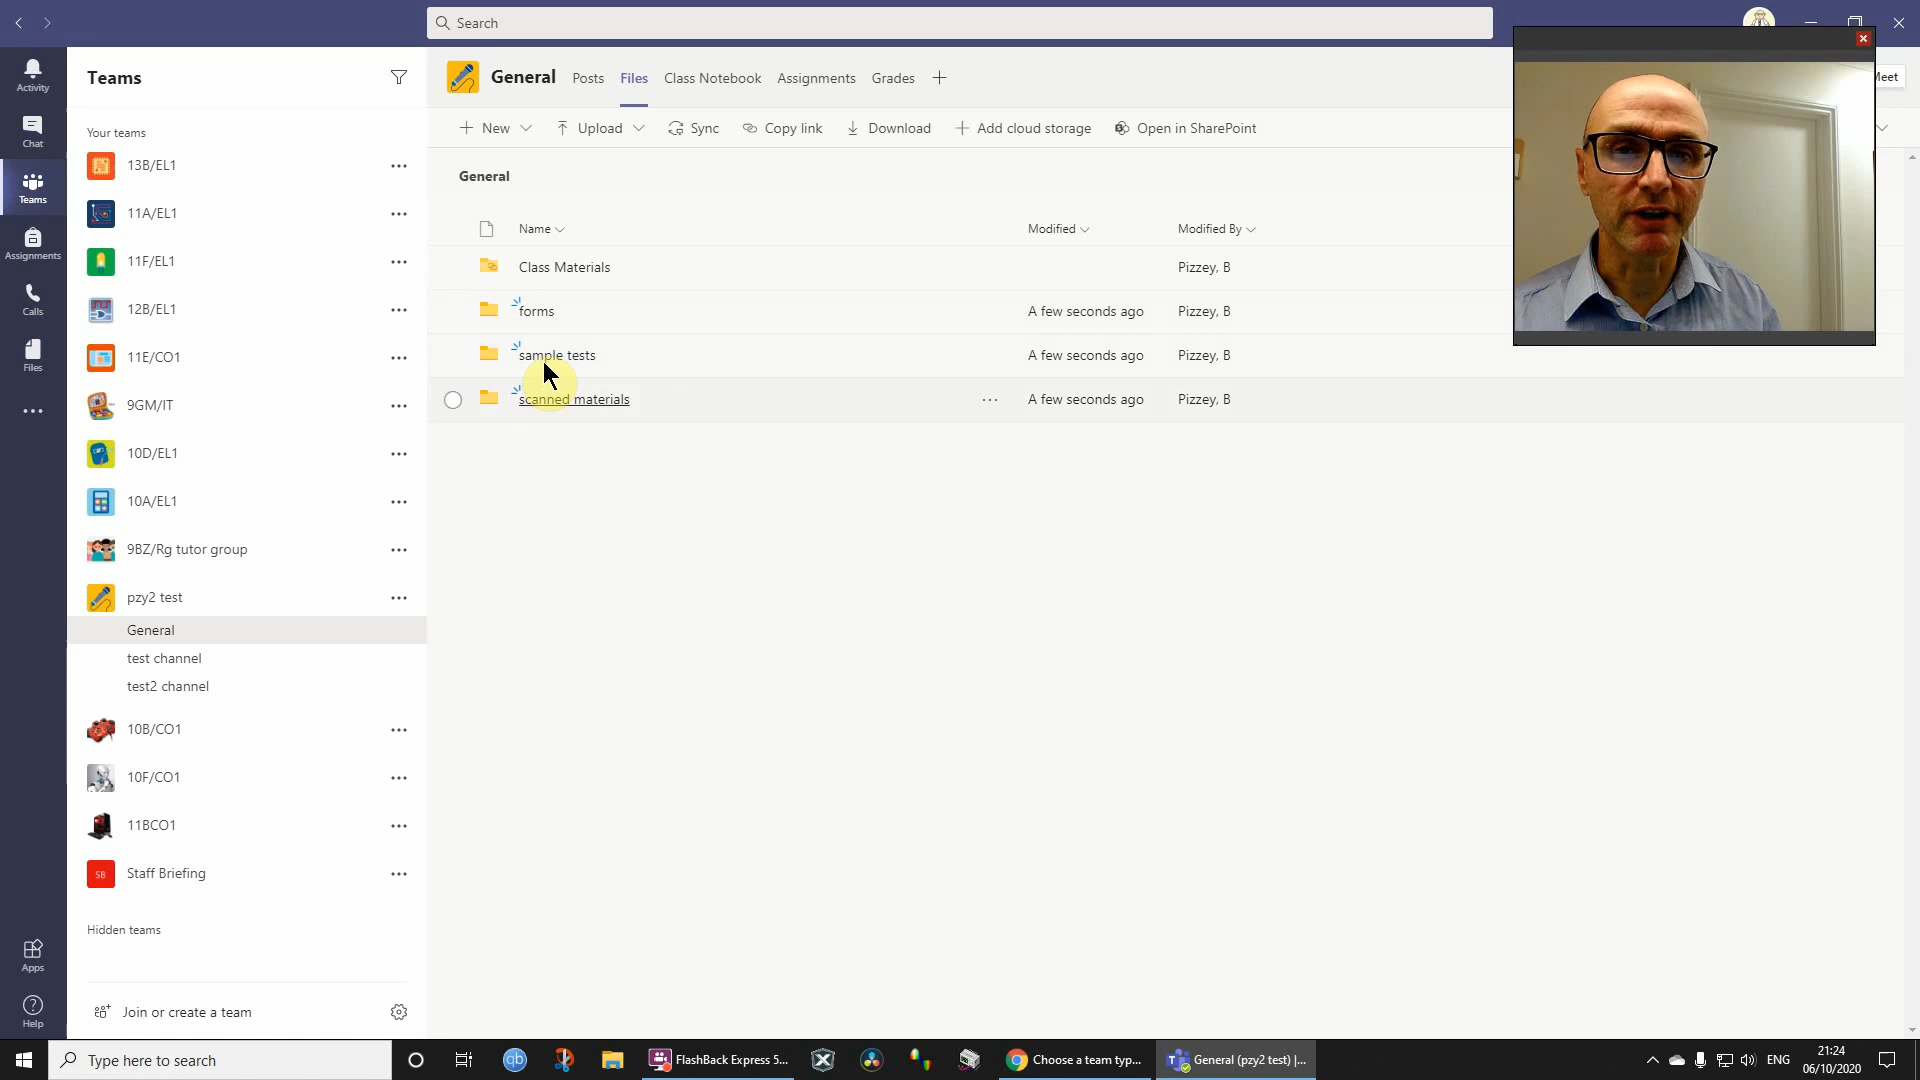 Search
Activity
Chat
Teams
Assignments
Calls
Files
Apps
Help
Teams
Your teams
13B/EL1
11A/EL1
11F/EL1
12B/EL1
11E/CO1
9GM/IT
10D/EL1
10A/EL1
9BZ/Rg tutor group
pzy2 test
General
test channel
test2 channel
10B/CO1
10F/CO1
11BCO1
SB
Staff Briefing
Hidden teams
Join or create a team
General Posts Files Class Notebook Assignments Grades
Meet
New Upload Sync Copy link Download Add cloud storage Open in SharePoint
General
Name Modified Modified By
Class Materials Pizzey, B
forms A few seconds ago Pizzey, B
sample tests A few seconds ago Pizzey, B
scanned materials A few seconds ago Pizzey, B
Type here to search
qb
FlashBack Express 5...
Choose a team typ...
General (pzy2 test) |...
ENG
21:24
06/10/2020